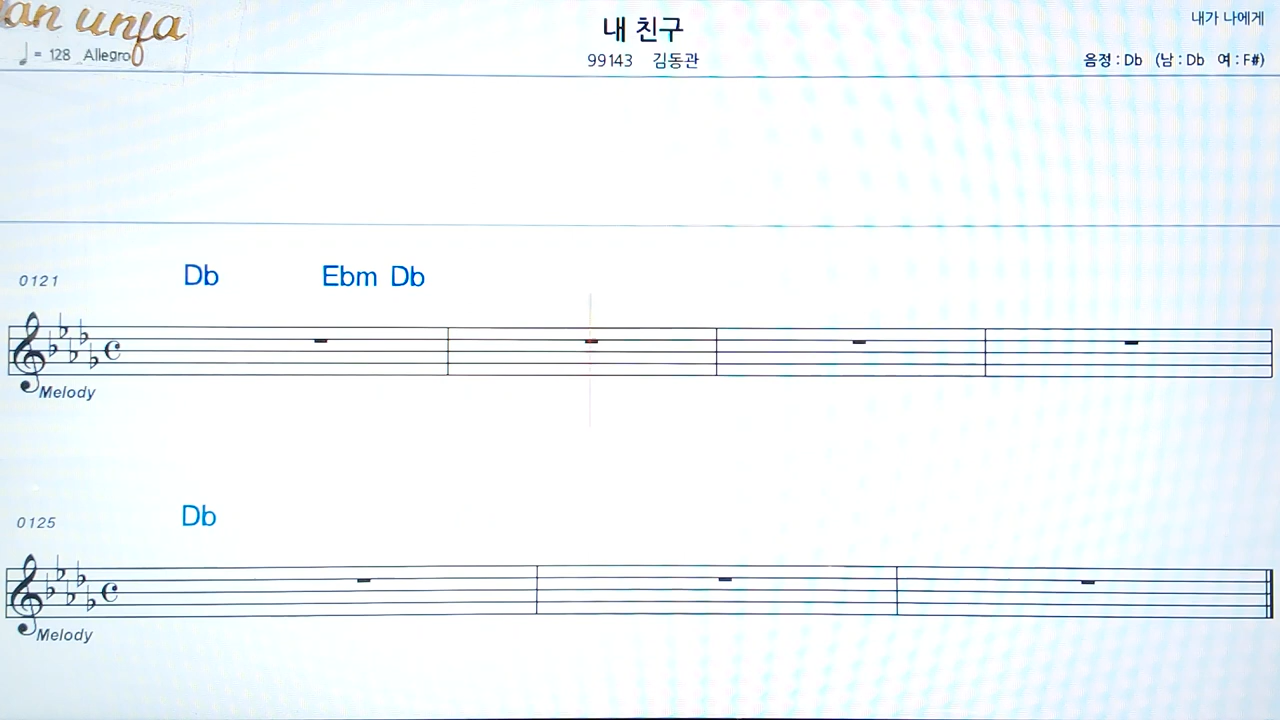 내 친구
내가 나에게
= 128 Allegro
99143 김동관
음정 : Db (남 : Db 여 : F#)
0121 Db Ebm Db
Melody
0125 Db
Melody